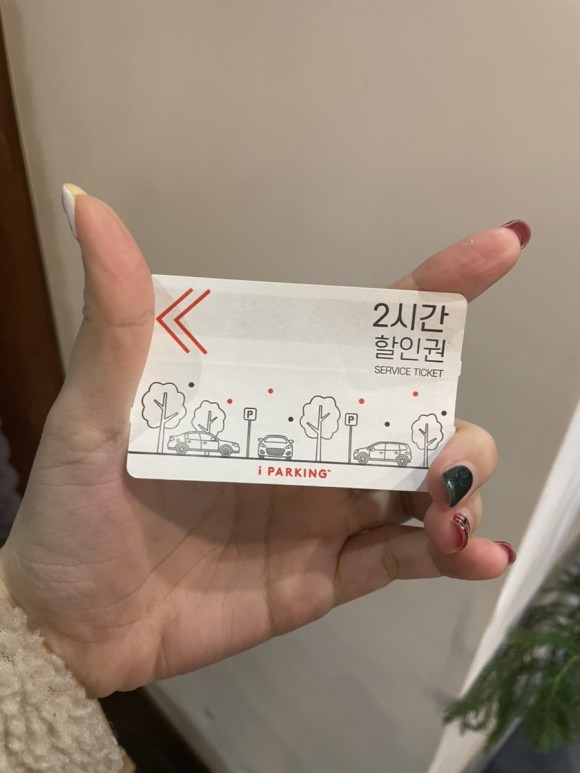 2시간
할인권
SERVICE TICKET
P
P
i PARKING